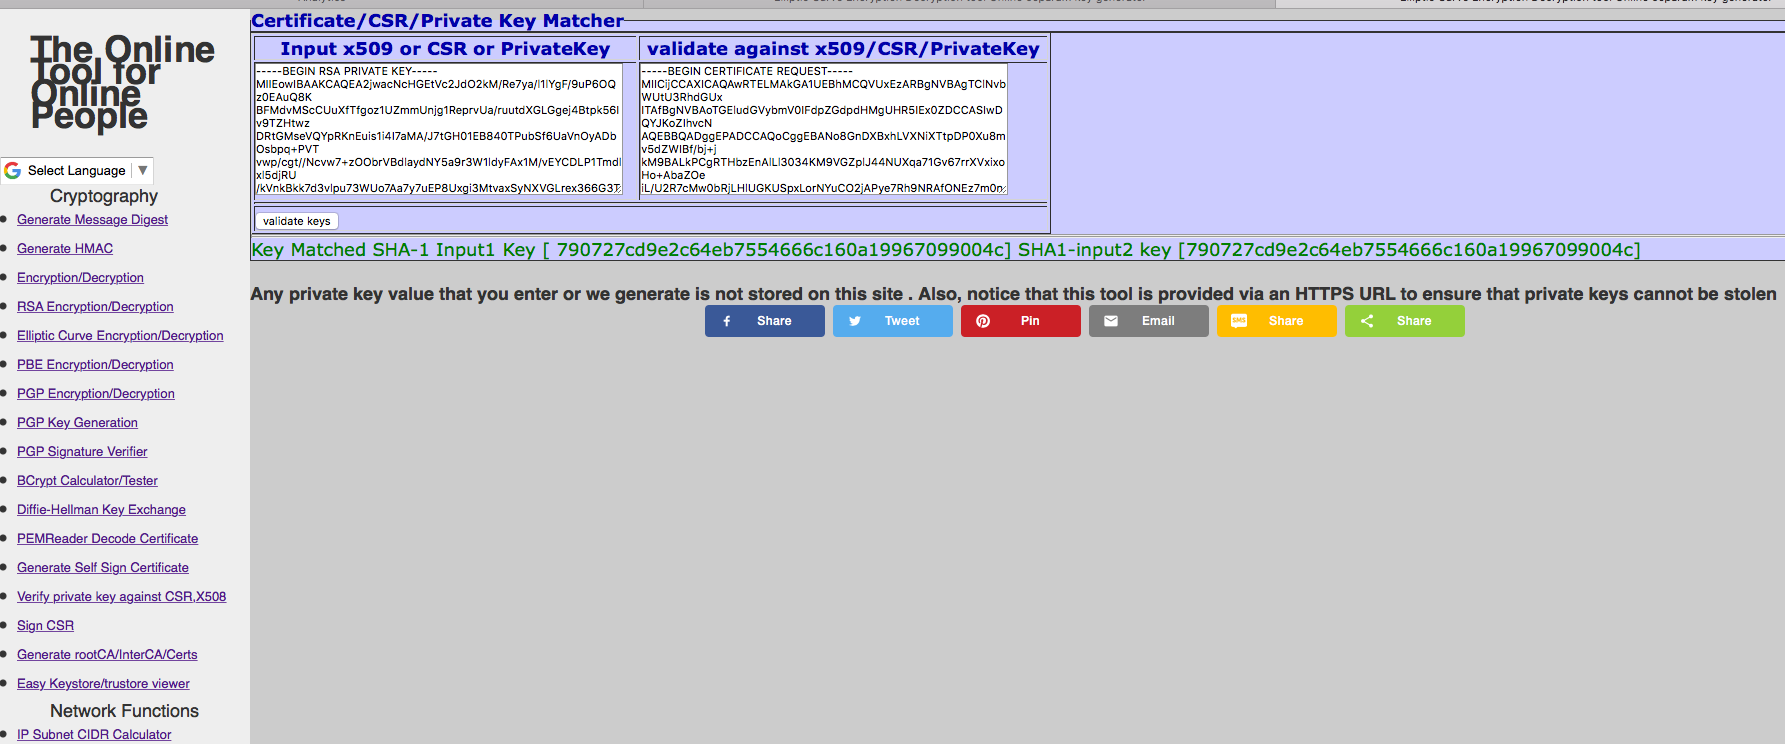 The Online
Tool for
Online
People
Select Language
Cryptography
Generate Message Digest
Generate HMAC
Encryption/Decryption
RSA Encryption/Decryption
Elliptic Curve Encryption/Decryption
PBE Encryption/Decryption
PGP Encryption/Decryption
PGP Key Generation
PGP Signature Verifier
BCrypt Calculator/Tester
Diffie-Hellman Key Exchange
PEMReader Decode Certificate
Generate Self Sign Certificate
Verify private key against CSR,X508
Sign CSR
Generate rootCA/InterCA/Certs
Easy Keystore/trustore viewer
Network Functions
IP Subnet CIDR Calculator
Certificate/CSR/Private Key Matcher
Input x509 or CSR or PrivateKey
-----BEGIN RSA PRIVATE KEY-----
MIIEowIBAAKCAQEA2jwacNcHGEtVc2JdO2kM/Re7ya/l1lYgF/9uP6OQ
z0EAuQ8K
BFMdvMScCUuXfTfgoz1UZmmUnjg1ReprvUa/ruutdXGLGgej4Btpk56I
v9TZHtwz
DRtGMseVQYpRKnEuis1i4I7aMA/J7tGH01EB840TPubSf6UaVnOyADb
Osbpq+PVT
vwp/cgt//Ncvw7+zOObrVBdlaydNY5a9r3W1ldyFAx1M/vEYCDLP1Tmdl
xl5djRU
/kVnkBkk7d3vlpu73WUo7Aa7y7uEP8Uxgi3MtvaxSyNXVGLrex366G3T
validate against x509/CSR/PrivateKey
-----BEGIN CERTIFICATE REQUEST-----
MIICijCCAXICAQAwRTELMAkGA1UEBhMCQVUxEzARBgNVBAgTClNvb
WUtU3RhdGUx
ITAfBgNVBAoTGEludGVybmV0IFdpZGdpdHMgUHR5IEx0ZDCCASIwD
QYJKoZIhvcN
AQEBBQADggEPADCCAQoCggEBANo8GnDXBxhLVXNiXTtpDP0Xu8m
v5dZWIBf/bj+j
kM9BALkPCgRTHbzEnAlLl3034KM9VGZplJ44NUXqa71Gv67rrXVxixo
Ho+AbaZOe
iL/U2R7cMw0bRjLHlUGKUSpxLorNYuCO2jAPye7Rh9NRAfONEz7m0n
validate keys
Key Matched SHA-1 Input1 Key [ 790727cd9e2c64eb7554666c160a19967099004c] SHA1-input2 key [790727cd9e2c64eb7554666c160a19967099004c]
Any private key value that you enter or we generate is not stored on this site . Also, notice that this tool is provided via an HTTPS URL to ensure that private keys cannot be stolen
Share
Tweet
Pin
Email
SMS Share
Share